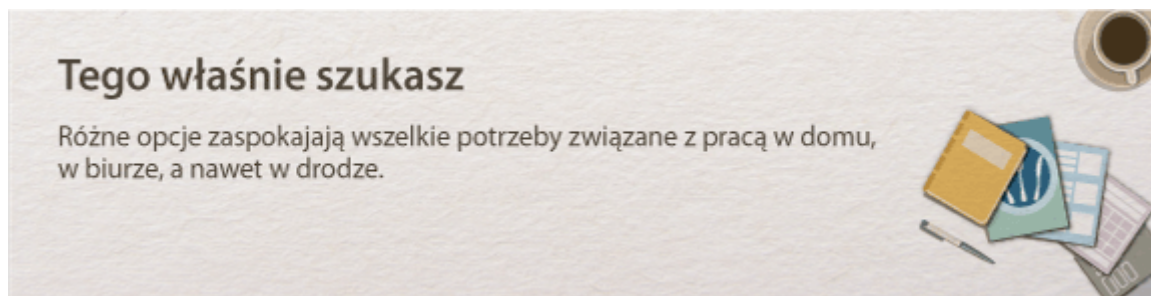 Tego właśnie szukasz
Różne opcje zaspokajają wszelkie potrzeby związane z pracą w domu,
w biurze, a nawet w drodze.